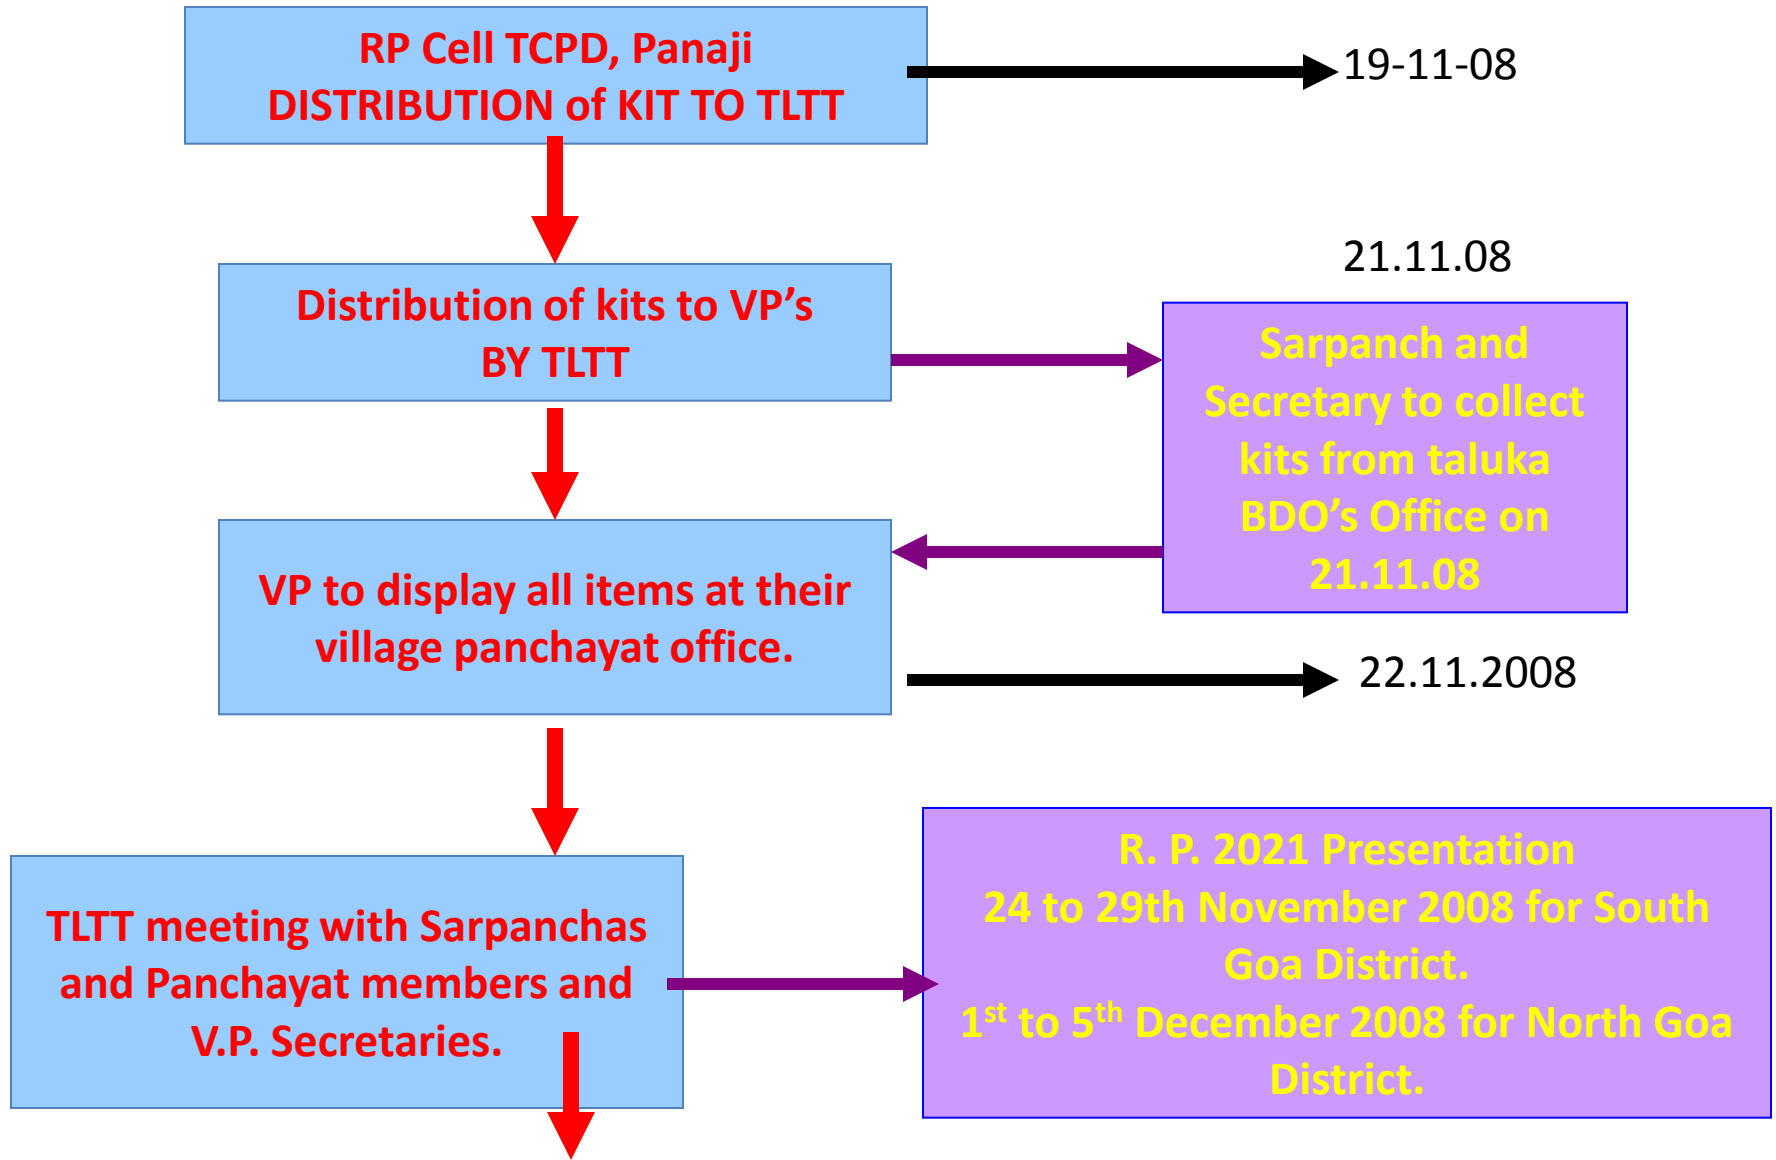 RP Cell TCPD, Panaji
DISTRIBUTION of KIT TO TLTT
19-11-08
Distribution of kits to VP’s
BY TLTT
21.11.08
Sarpanch and
Secretary to collect
kits from taluka
BDO’s Office on
21.11.08
VP to display all items at their
village panchayat office.
22.11.2008
TLTT meeting with Sarpanchas
and Panchayat members and
V.P. Secretaries.
R. P. 2021 Presentation
24 to 29th November 2008 for South
Goa District.
1st to 5th December 2008 for North Goa
District.